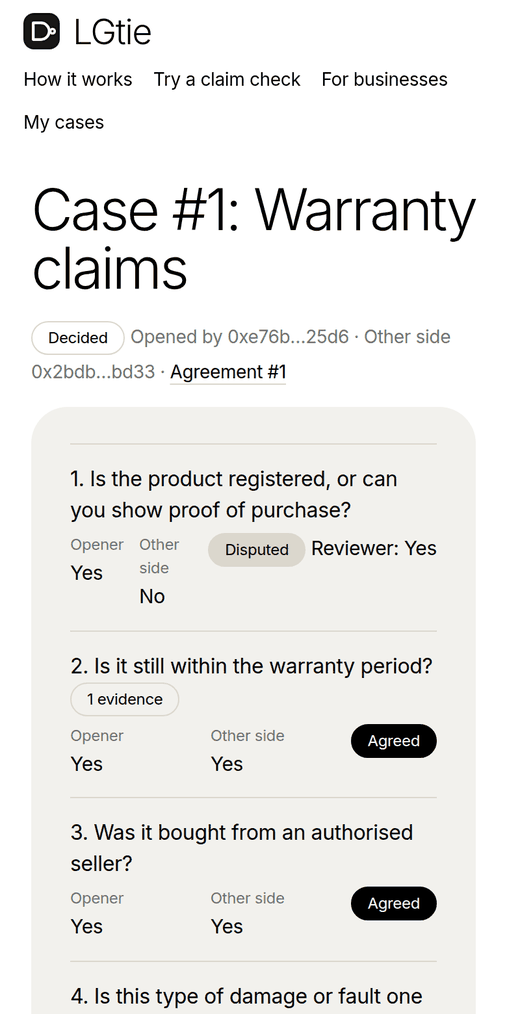 LGtie
How it works Try a claim check For businesses
My cases
Case #1: Warranty
claims
Decided Opened by 0xe76b...25d6 · Other side
0x2bdb...bd33 · Agreement #1
1. Is the product registered, or can
you show proof of purchase?
Opener Other side Disputed Reviewer: Yes
Yes No
2. Is it still within the warranty period?
1 evidence
Opener Other side Agreed
Yes Yes
3. Was it bought from an authorised
seller?
Opener Other side Agreed
Yes Yes
4. Is this type of damage or fault one